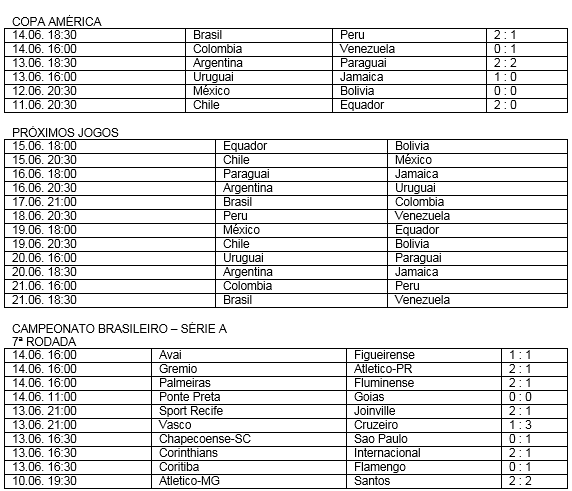 COPA AMÉRICA
14.06. 18:30 Brasil Peru 2 : 1
14.06. 16:00 Colombia Venezuela 0 : 1
13.06. 18:30 Argentina Paraguai 2 : 2
13.06. 16:00 Uruguai Jamaica 1 : 0
12.06. 20:30 México Bolivia 0 : 0
11.06. 20:30 Chile Equador 2 : 0
PRÓXIMOS JOGOS
15.06. 18:00 Equador Bolivia
15.06. 20:30 Chile México
16.06. 18:00 Paraguai Jamaica
16.06. 20:30 Argentina Uruguai
17.06. 21:00 Brasil Colombia
18.06. 20:30 Peru Venezuela
19.06. 18:00 México Equador
19.06. 20:30 Chile Bolivia
20.06. 16:00 Uruguai Paraguai
20.06. 18:30 Argentina Jamaica
21.06. 16:00 Colombia Peru
21.06. 18:30 Brasil Venezuela
CAMPEONATO BRASILEIRO – SÉRIE A
7ª RODADA
14.06. 16:00 Avai Figueirense 1 : 1
14.06. 16:00 Gremio Atletico-PR 2 : 1
14.06. 16:00 Palmeiras Fluminense 2 : 1
14.06. 11:00 Ponte Preta Goias 0 : 0
13.06. 21:00 Sport Recife Joinville 2 : 1
13.06. 21:00 Vasco Cruzeiro 1 : 3
13.06. 16:30 Chapecoense-SC Sao Paulo 0 : 1
13.06. 16:30 Corinthians Internacional 2 : 1
13.06. 16:30 Coritiba Flamengo 0 : 1
10.06. 19:30 Atletico-MG Santos 2 : 2